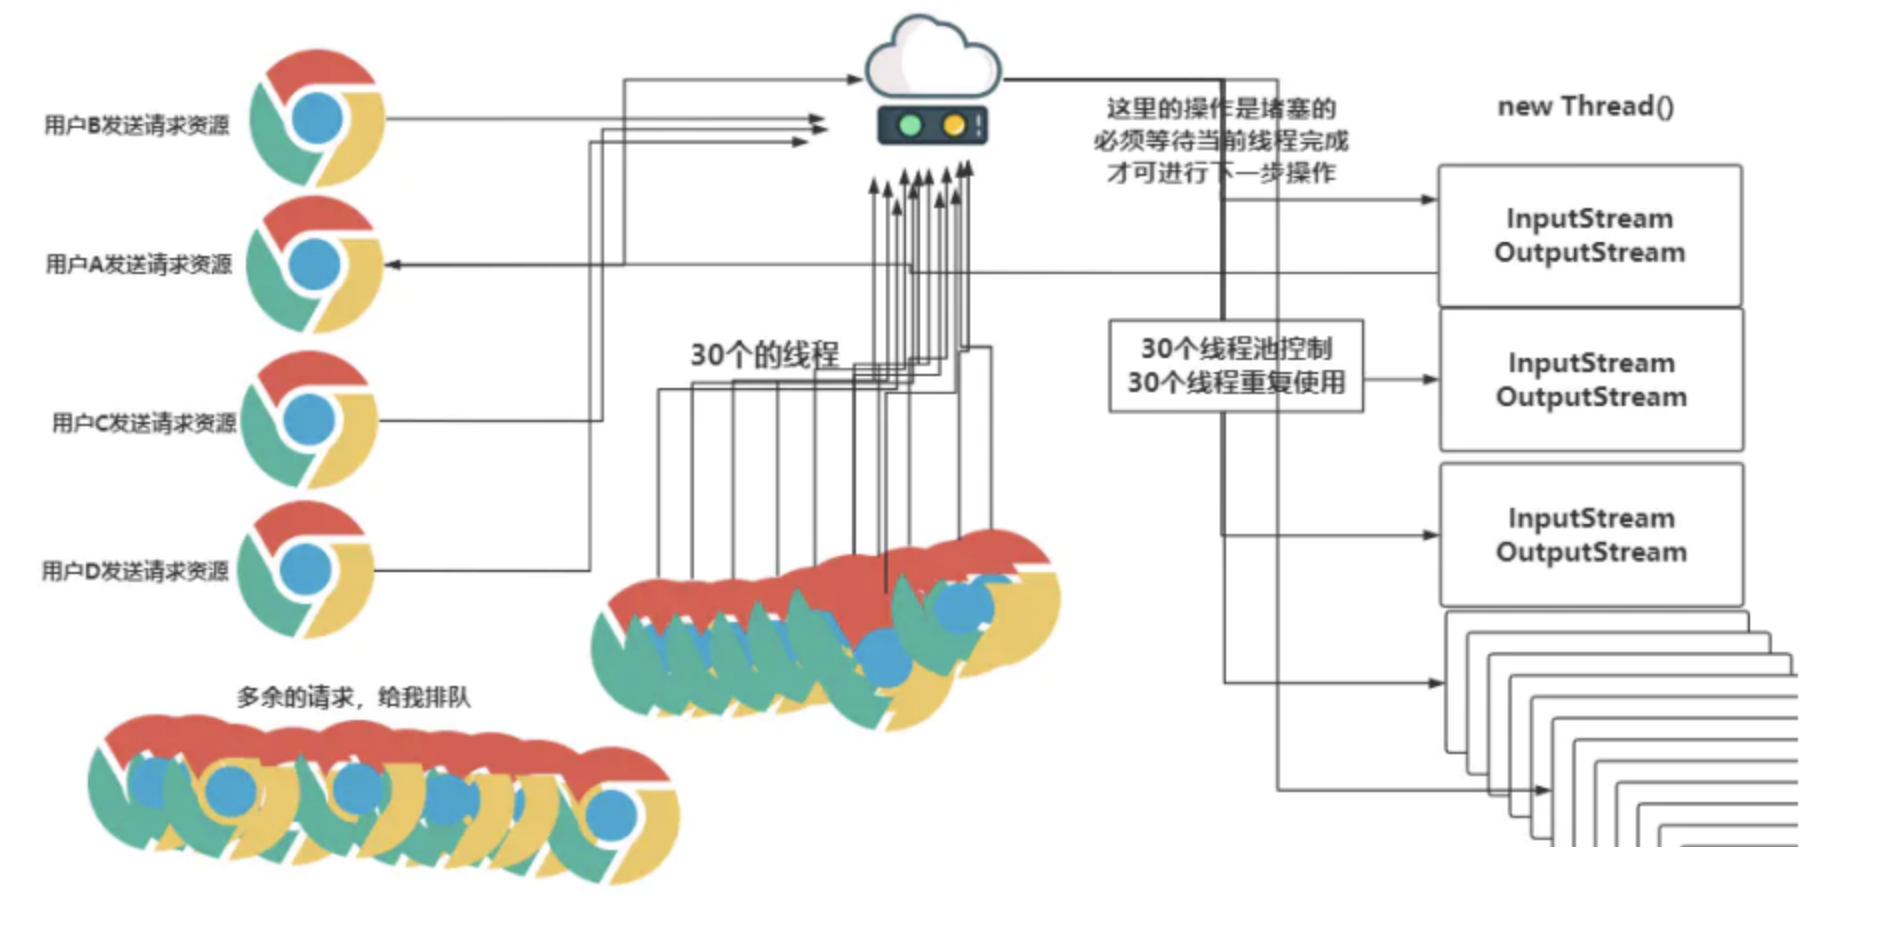 用户B发送请求资源
用户A发送请求资源
用户C发送请求资源
用户D发送请求资源
多余的请求，给我排队
30个的线程
这里的操作是堵塞的
必须等待当前线程完成
才可进行下一步操作
30个线程池控制
30个线程重复使用
new Thread()
InputStream
OutputStream
InputStream
OutputStream
InputStream
OutputStream